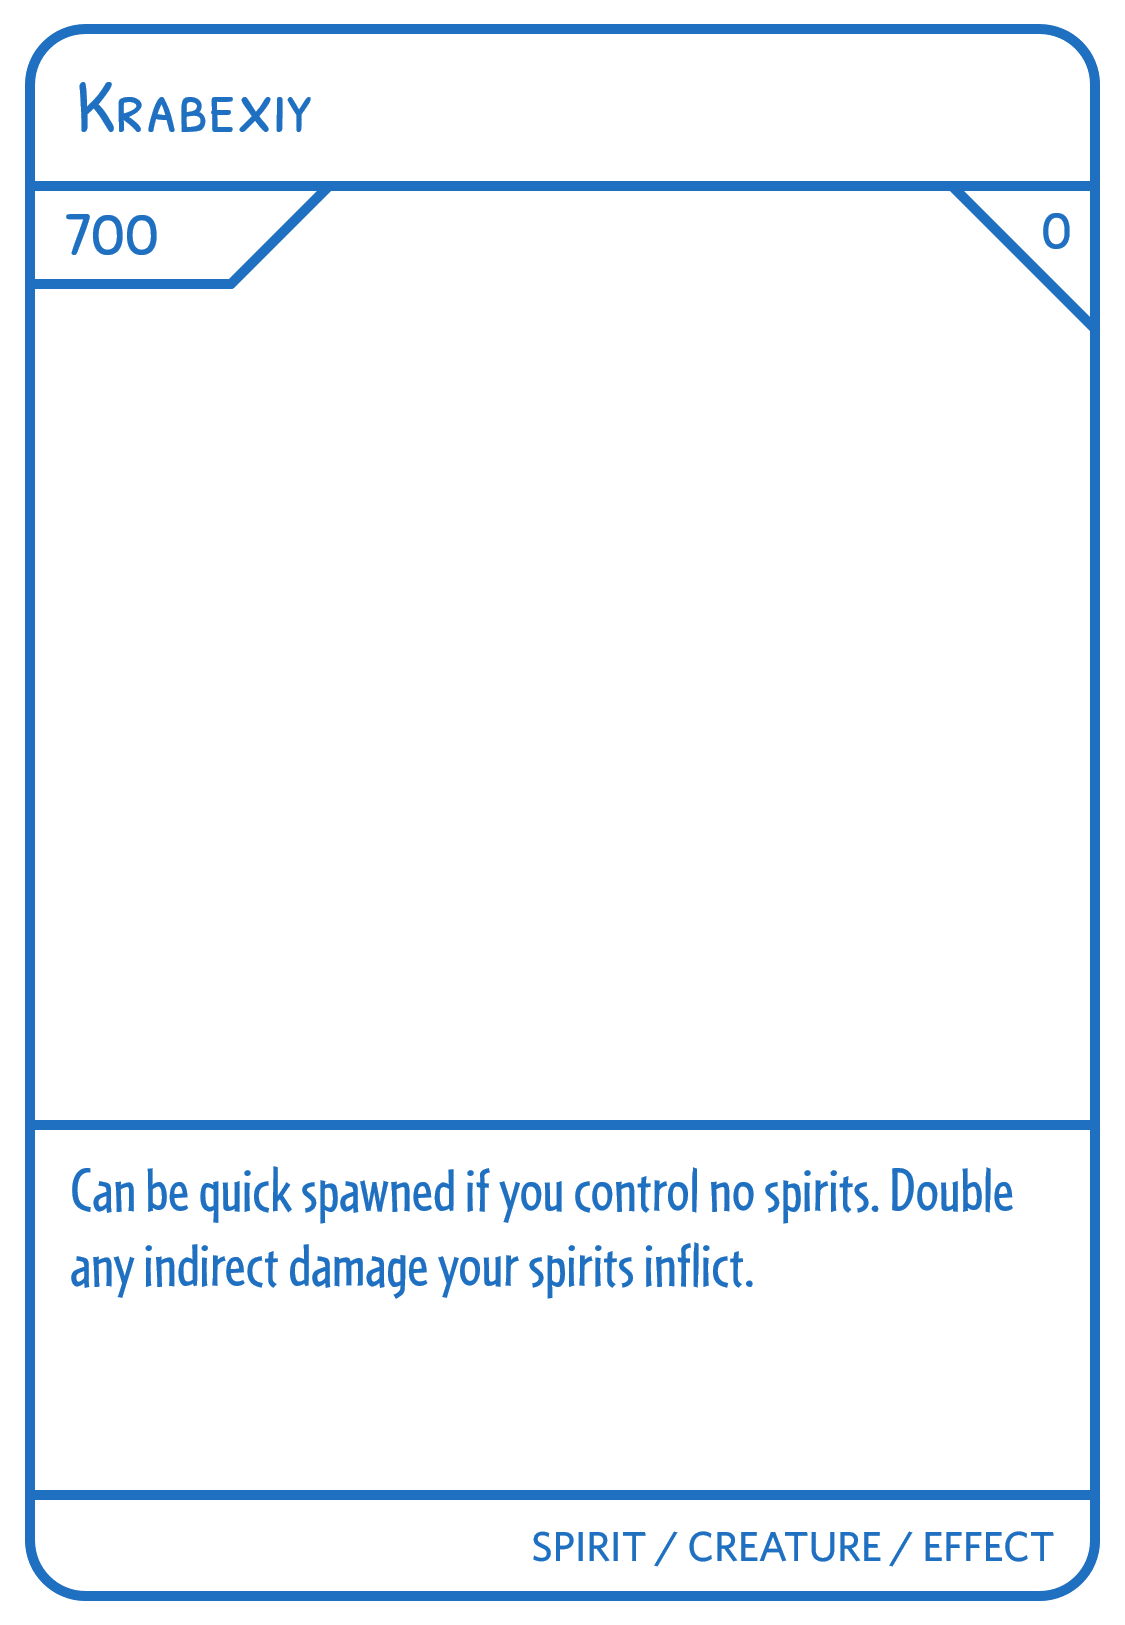 Krabexiy
700
0
Can be quick spawned if you control no spirits. Double
any indirect damage your spirits inflict.
SPIRIT / CREATURE / EFFECT